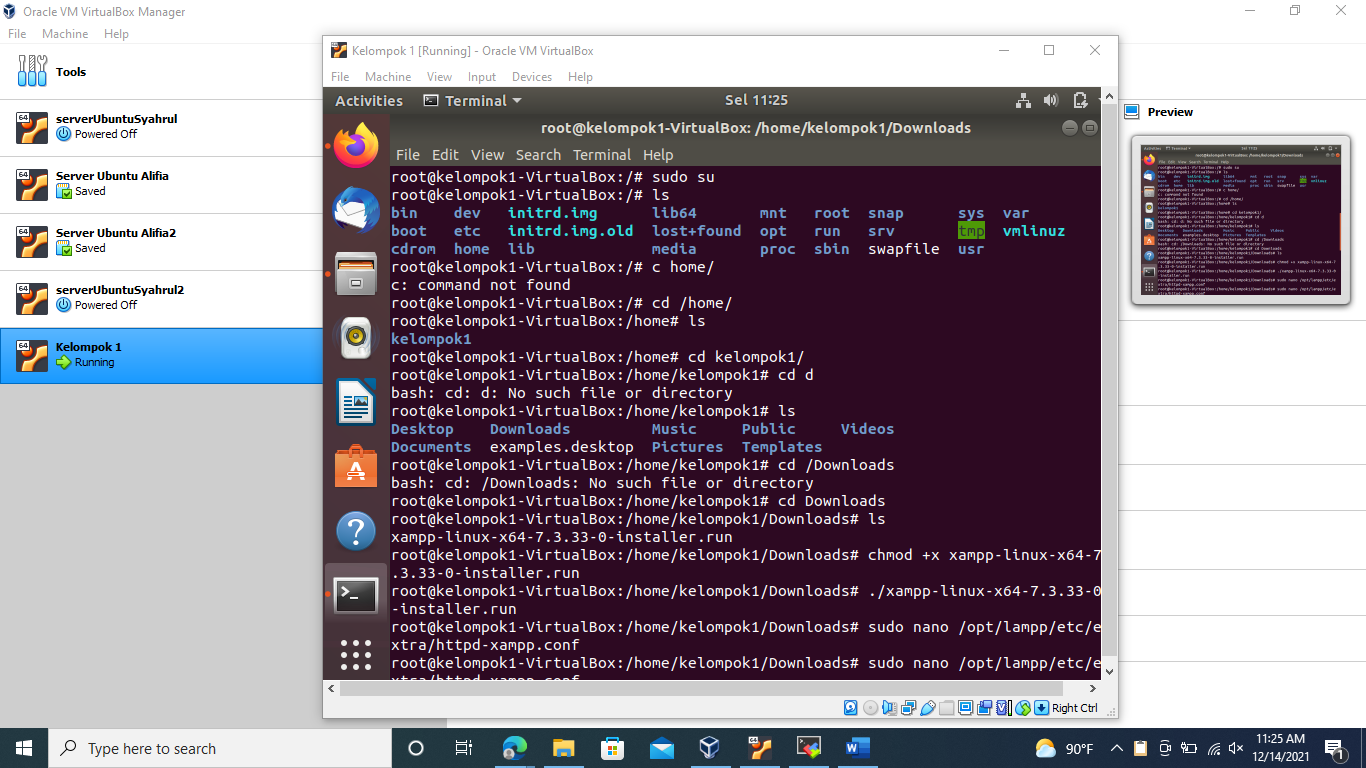 Oracle VM VirtualBox Manager
File Machine Help
Tools
serverUbuntuSyahrul
Powered Off
Server Ubuntu Alifia
Saved
Server Ubuntu Alifia2
Saved
serverUbuntuSyahrul2
Powered Off
Kelompok 1
Running
Kelompok 1 [Running] - Oracle VM VirtualBox
File Machine View Input Devices Help
Activities Terminal Sel 11:25
root@kelompok1-VirtualBox: /home/kelompok1/Downloads
File Edit View Search Terminal Help
root@kelompok1-VirtualBox:/# sudo su
root@kelompok1-VirtualBox:/# ls
bin dev initrd.img lib64 mnt root snap sys var
boot etc initrd.img.old lost+found opt run srv tmp vmlinuz
cdrom home lib media proc sbin swapfile usr
root@kelompok1-VirtualBox:/# c home/
c: command not found
root@kelompok1-VirtualBox:/# cd /home/
root@kelompok1-VirtualBox:/home# ls
kelompok1
root@kelompok1-VirtualBox:/home# cd kelompok1/
root@kelompok1-VirtualBox:/home/kelompok1# cd d
bash: cd: d: No such file or directory
root@kelompok1-VirtualBox:/home/kelompok1# ls
Desktop Downloads Music Public Videos
Documents examples.desktop Pictures Templates
root@kelompok1-VirtualBox:/home/kelompok1# cd /Downloads
bash: cd: /Downloads: No such file or directory
root@kelompok1-VirtualBox:/home/kelompok1# cd Downloads
root@kelompok1-VirtualBox:/home/kelompok1/Downloads# ls
xampp-linux-x64-7.3.33-0-installer.run
root@kelompok1-VirtualBox:/home/kelompok1/Downloads# chmod +x xampp-linux-x64-7
.3.33-0-installer.run
root@kelompok1-VirtualBox:/home/kelompok1/Downloads# ./xampp-linux-x64-7.3.33-0
-installer.run
root@kelompok1-VirtualBox:/home/kelompok1/Downloads# sudo nano /opt/lampp/etc/e
xtra/httpd-xampp.conf
root@kelompok1-VirtualBox:/home/kelompok1/Downloads# sudo nano /opt/lampp/etc/e
xtra/httpd-xampp.conf
Right Ctrl
Preview
Type here to search
90°F
11:25 AM
12/14/2021
1